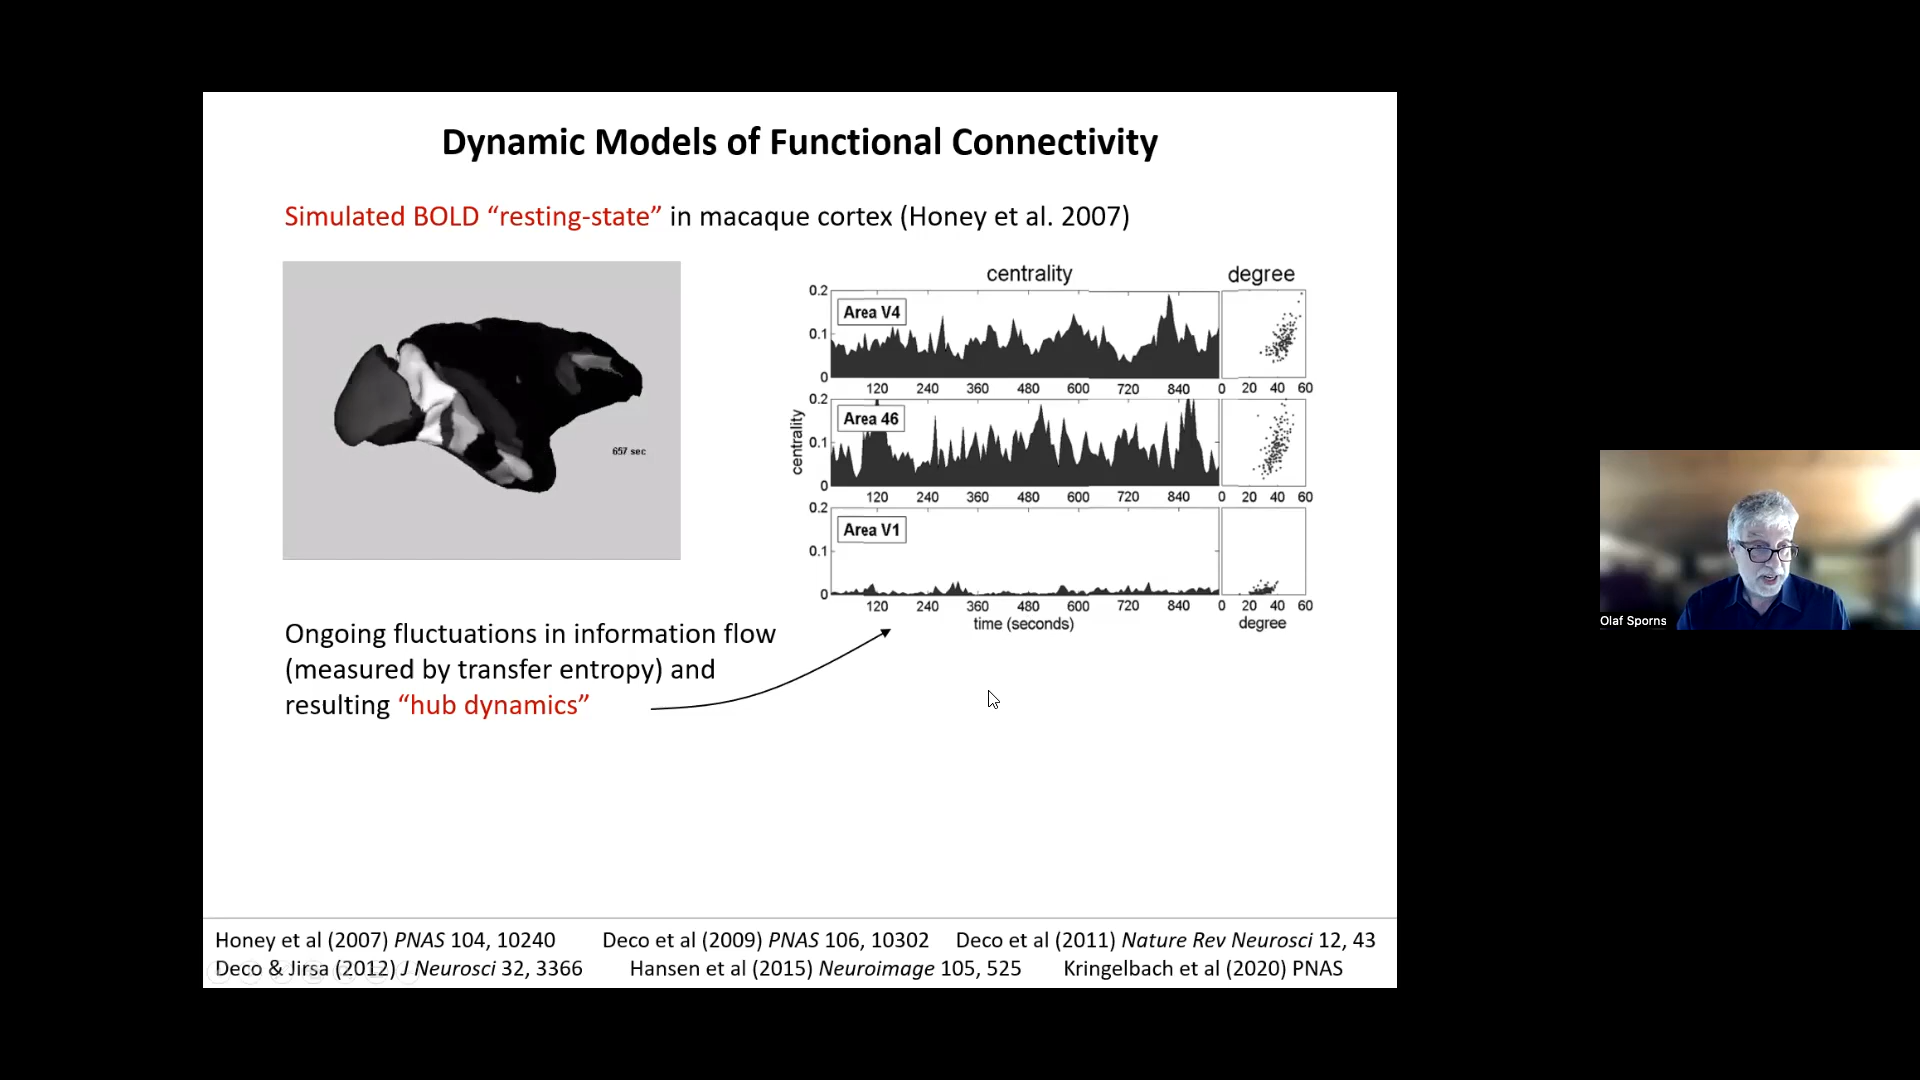 Dynamic Models of Functional Connectivity
Simulated BOLD “resting-state” in macaque cortex (Honey et al. 2007)
657 sec
centrality degree
0.2
0.1
0
Area V4
120 240 360 480 600 720 840 0 20 40 60
centrality
0.2
0.1
0
Area 46
120 240 360 480 600 720 840 0 20 40 60
0.2
0.1
0
Area V1
120 240 360 480 600 720 840 0 20 40 60
time (seconds) degree
Ongoing fluctuations in information flow
(measured by transfer entropy) and
resulting “hub dynamics”
Olaf Sporns
Honey et al (2007) PNAS 104, 10240 Deco et al (2009) PNAS 106, 10302 Deco et al (2011) Nature Rev Neurosci 12, 43
Deco & Jirsa (2012) J Neurosci 32, 3366 Hansen et al (2015) Neuroimage 105, 525 Kringelbach et al (2020) PNAS